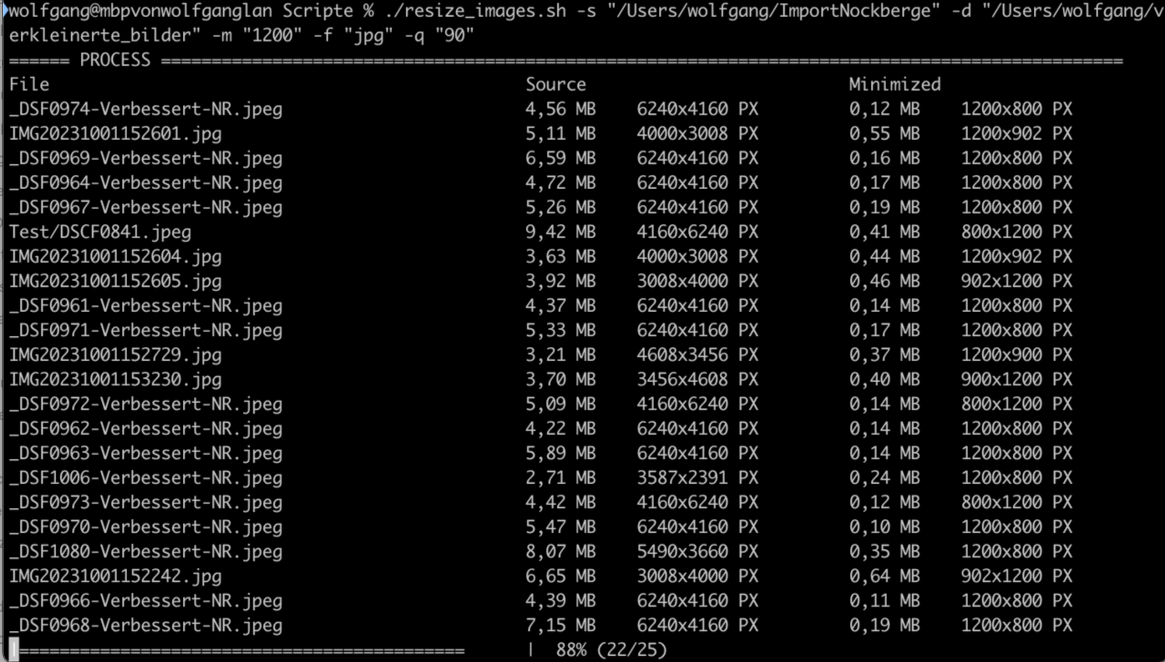 wolfgang@mbpvonwolfganglan Scripte % ./resize_images.sh -s "/Users/wolfgang/ImportNockberge" -d "/Users/wolfgang/v
erkleinerte_bilder" -m "1200" -f "jpg" -q "90"
====== PROCESS ===============================================================================================
File Source Minimized
_DSF0974-Verbessert-NR.jpeg 4,56 MB 6240x4160 PX 0,12 MB 1200x800 PX
IMG20231001152601.jpg 5,11 MB 4000x3008 PX 0,55 MB 1200x902 PX
_DSF0969-Verbessert-NR.jpeg 6,59 MB 6240x4160 PX 0,16 MB 1200x800 PX
_DSF0964-Verbessert-NR.jpeg 4,72 MB 6240x4160 PX 0,17 MB 1200x800 PX
_DSF0967-Verbessert-NR.jpeg 5,26 MB 6240x4160 PX 0,19 MB 1200x800 PX
Test/DSCF0841.jpeg 9,42 MB 4160x6240 PX 0,41 MB 800x1200 PX
IMG20231001152604.jpg 3,63 MB 4000x3008 PX 0,44 MB 1200x902 PX
IMG20231001152605.jpg 3,92 MB 3008x4000 PX 0,46 MB 902x1200 PX
_DSF0961-Verbessert-NR.jpeg 4,37 MB 6240x4160 PX 0,14 MB 1200x800 PX
_DSF0971-Verbessert-NR.jpeg 5,33 MB 6240x4160 PX 0,17 MB 1200x800 PX
IMG20231001152729.jpg 3,21 MB 4608x3456 PX 0,37 MB 1200x900 PX
IMG20231001153230.jpg 3,70 MB 3456x4608 PX 0,40 MB 900x1200 PX
_DSF0972-Verbessert-NR.jpeg 5,09 MB 4160x6240 PX 0,14 MB 800x1200 PX
_DSF0962-Verbessert-NR.jpeg 4,22 MB 6240x4160 PX 0,14 MB 1200x800 PX
_DSF0963-Verbessert-NR.jpeg 5,89 MB 6240x4160 PX 0,14 MB 1200x800 PX
_DSF1006-Verbessert-NR.jpeg 2,71 MB 3587x2391 PX 0,24 MB 1200x800 PX
_DSF0973-Verbessert-NR.jpeg 4,42 MB 4160x6240 PX 0,12 MB 800x1200 PX
_DSF0970-Verbessert-NR.jpeg 5,47 MB 6240x4160 PX 0,10 MB 1200x800 PX
_DSF1080-Verbessert-NR.jpeg 8,07 MB 5490x3660 PX 0,35 MB 1200x800 PX
IMG20231001152242.jpg 6,65 MB 3008x4000 PX 0,64 MB 902x1200 PX
_DSF0966-Verbessert-NR.jpeg 4,39 MB 6240x4160 PX 0,11 MB 1200x800 PX
_DSF0968-Verbessert-NR.jpeg 7,15 MB 6240x4160 PX 0,19 MB 1200x800 PX
|============================================ | 88% (22/25)